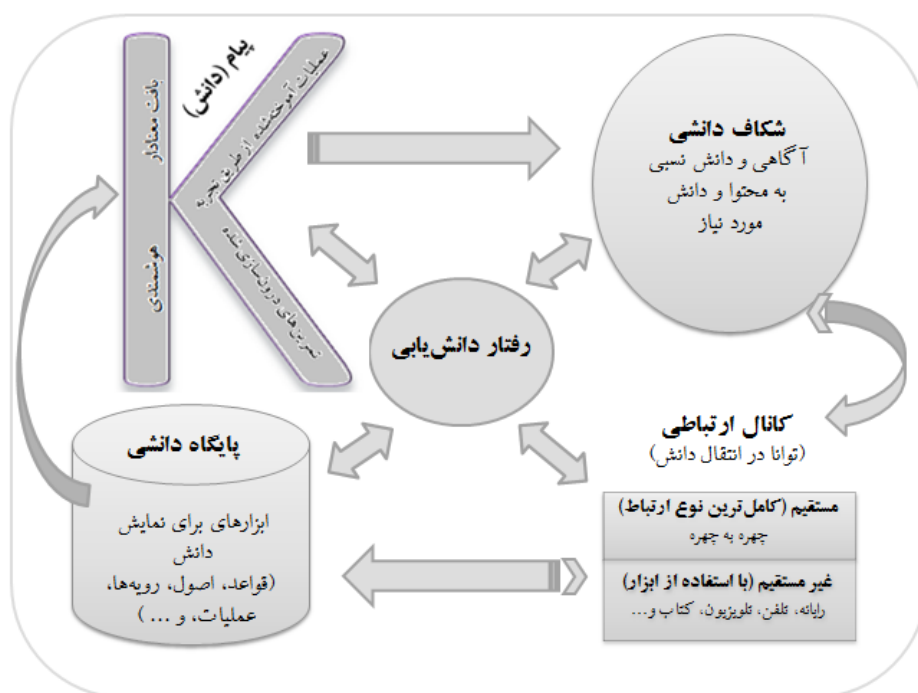 پیام (دانش)
عملیات آموخته‌شده از طریق تجربه
بافت معنادار
هوشمندی
تمرین‌های درون‌سازی شده
شکاف دانشی
آگاهی و دانش نسبی
به محتوا و دانش
مورد نیاز
رفتار دانش‌یابی
کانال ارتباطی
(توانا در انتقال دانش)
مستقیم (کامل‌ترین نوع ارتباط)
چهره به چهره
غیر مستقیم (با استفاده از ابزار)
رایانه، تلفن، تلویزیون، کتاب و...
پایگاه دانشی
ابزارهای برای نمایش
دانش
(قواعد، اصول، رویه‌ها،
عملیات، و ... )